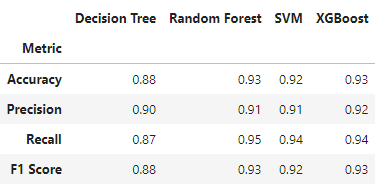 Decision Tree Random Forest SVM XGBoost
Metric
Accuracy 0.88 0.93 0.92 0.93
Precision 0.90 0.91 0.91 0.92
Recall 0.87 0.95 0.94 0.94
F1 Score 0.88 0.93 0.92 0.93